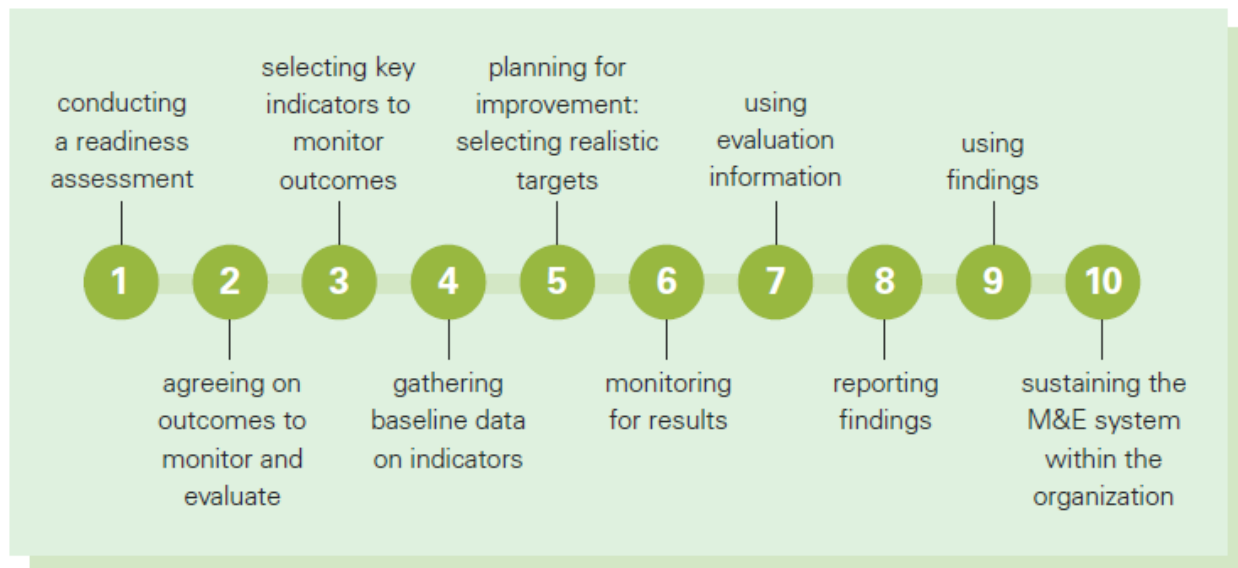 conducting
a readiness
assessment
selecting key
indicators to
monitor
outcomes
planning for
improvement:
selecting realistic
targets
using
evaluation
information
using
findings
1
2
3
4
5
6
7
8
9
10
agreeing on
outcomes to
monitor and
evaluate
gathering
baseline data
on indicators
monitoring
for results
reporting
findings
sustaining the
M&E system
within the
organization